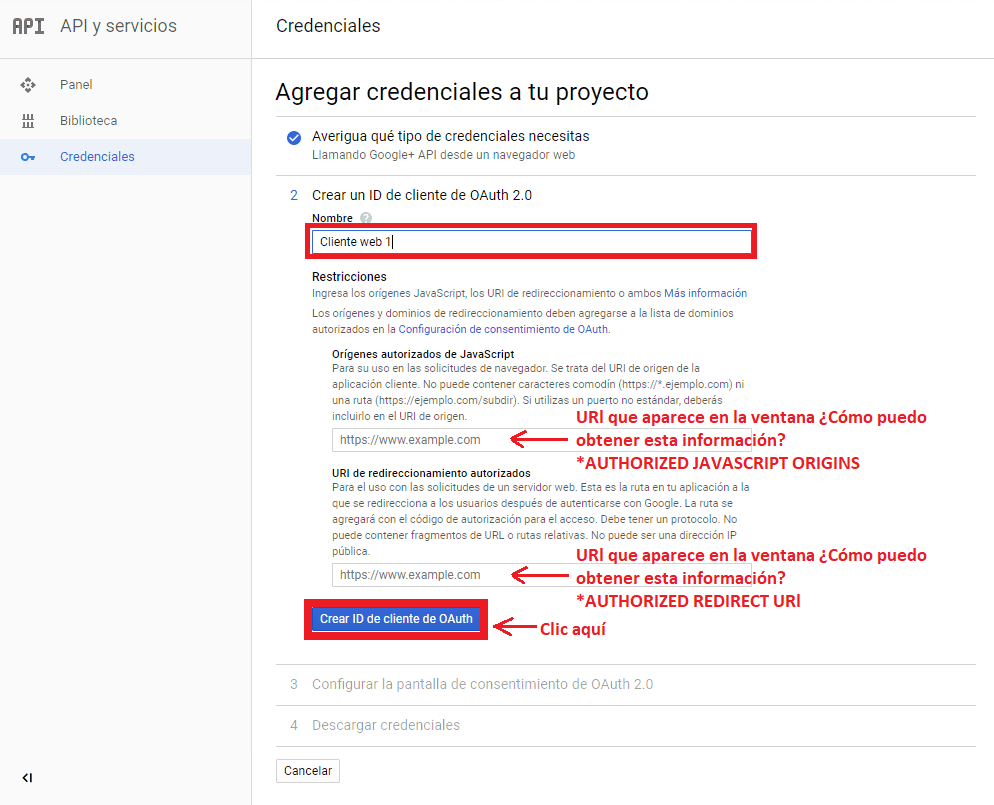 API API y servicios
Credenciales
Panel
Biblioteca
Credenciales
Agregar credenciales a tu proyecto
Averigua qué tipo de credenciales necesitas
Llamando Google+ API desde un navegador web
2 Crear un ID de cliente de OAuth 2.0
Nombre ?
Cliente web 1
Restricciones
Ingresa los orígenes JavaScript, los URI de redireccionamiento o ambos Más información
Los orígenes y dominios de redireccionamiento deben agregarse a la lista de dominios
autorizados en la Configuración de consentimiento de OAuth.
Orígenes autorizados de JavaScript
Para su uso en las solicitudes de navegador. Se trata del URI de origen de la
aplicación cliente. No puede contener caracteres comodín (https://*.ejemplo.com) ni
una ruta (https://ejemplo.com/subdir). Si utilizas un puerto no estándar, deberás
incluirlo en el URI de origen.
https://www.example.com
URl que aparece en la ventana ¿Cómo puedo
obtener esta información?
*AUTHORIZED JAVASCRIPT ORIGINS
URI de redireccionamiento autorizados
Para el uso con las solicitudes de un servidor web. Esta es la ruta en tu aplicación a la
que se redirecciona a los usuarios después de autenticarse con Google. La ruta se
agregará con el código de autorización para el acceso. Debe tener un protocolo. No
puede contener fragmentos de URL o rutas relativas. No puede ser una dirección IP
pública.
https://www.example.com
URl que aparece en la ventana ¿Cómo puedo
obtener esta información?
*AUTHORIZED REDIRECT URl
Crear ID de cliente de OAuth
Clic aquí
3 Configurar la pantalla de consentimiento de OAuth 2.0
4 Descargar credenciales
Cancelar